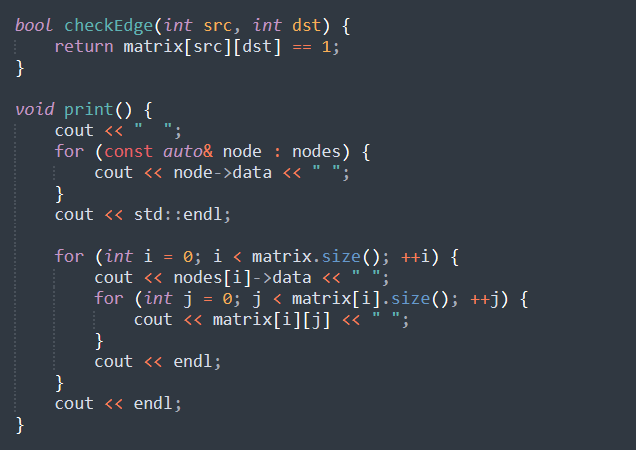 bool checkEdge(int src, int dst) {
    return matrix[src][dst] == 1;
}

void print() {
    cout << "  ";
    for (const auto& node : nodes) {
        cout << node->data << " ";
    }
    cout << std::endl;

    for (int i = 0; i < matrix.size(); ++i) {
        cout << nodes[i]->data << " ";
        for (int j = 0; j < matrix[i].size(); ++j) {
            cout << matrix[i][j] << " ";
        }
        cout << endl;
    }
    cout << endl;
}